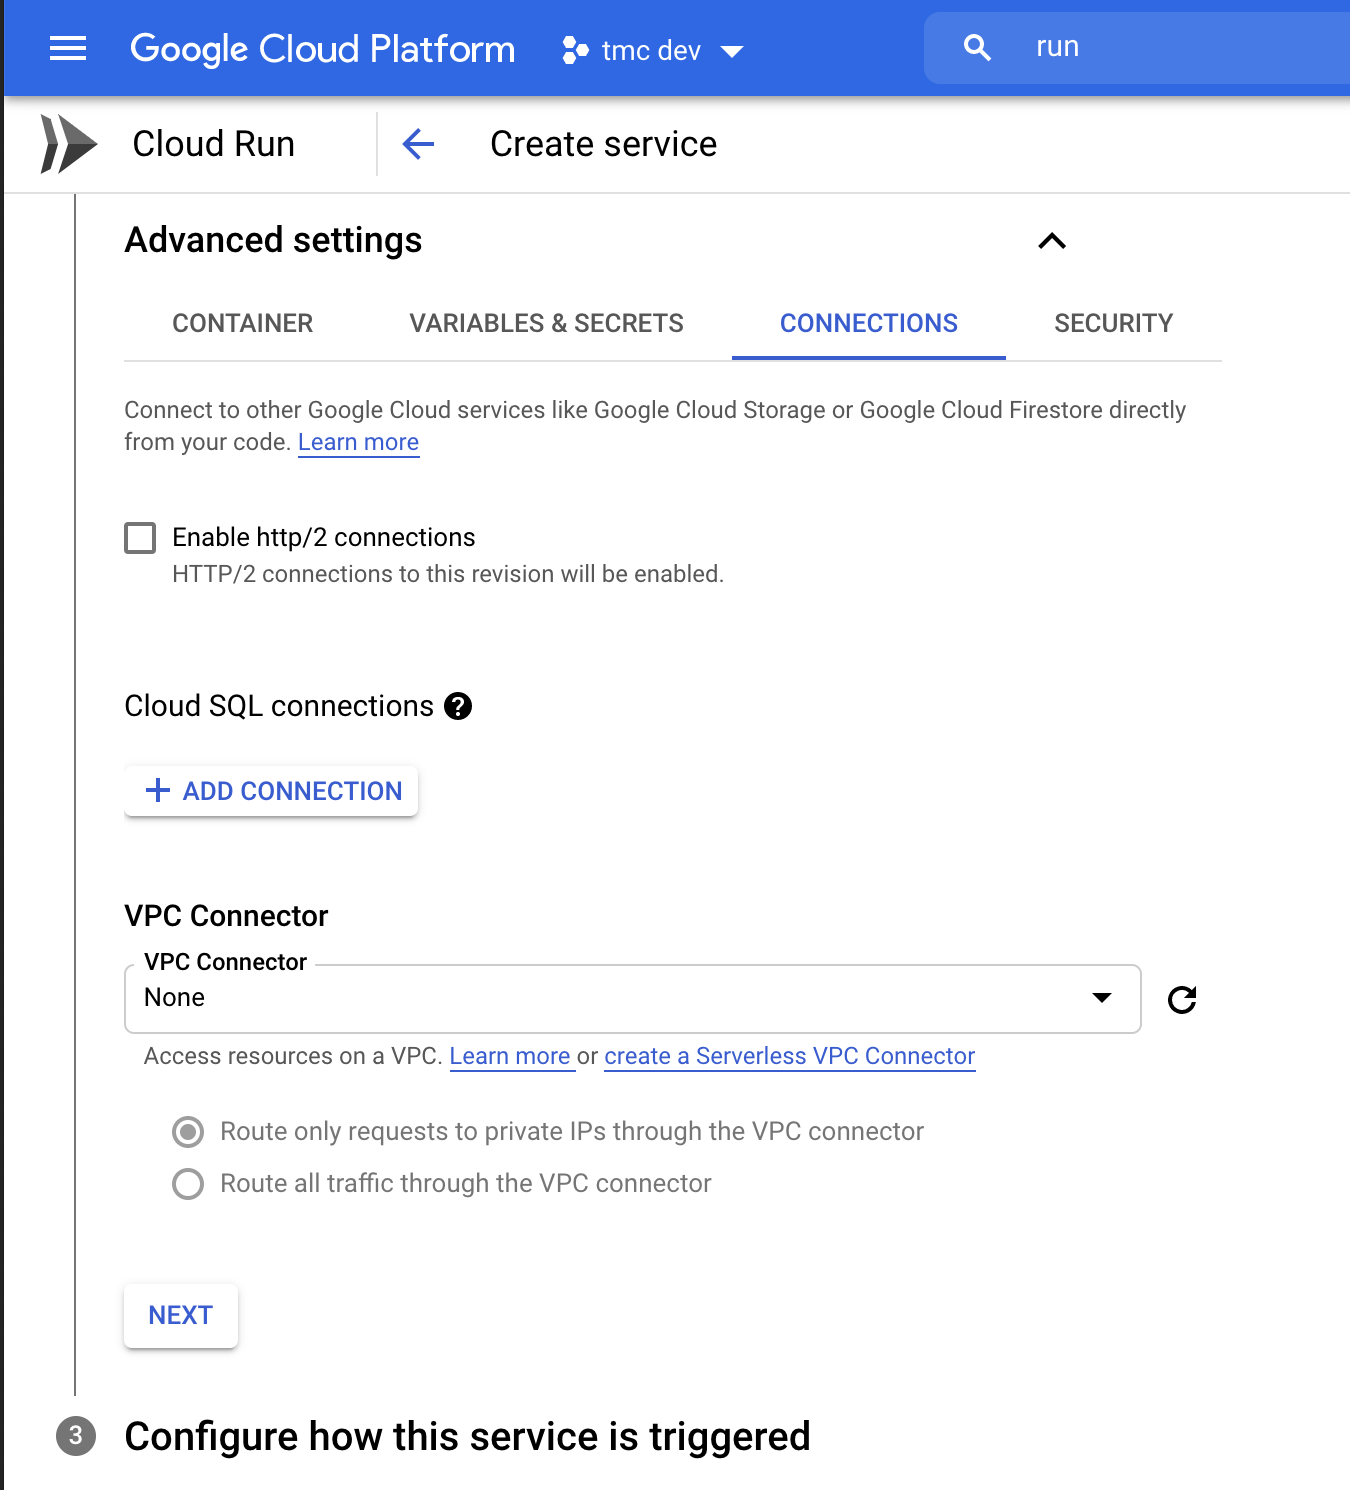 Google Cloud Platform
tmc dev
run
Cloud Run
Create service
Advanced settings
CONTAINER
VARIABLES & SECRETS
CONNECTIONS
SECURITY
Connect to other Google Cloud services like Google Cloud Storage or Google Cloud Firestore directly
from your code. Learn more
Enable http/2 connections
HTTP/2 connections to this revision will be enabled.
Cloud SQL connections ?
+ ADD CONNECTION
VPC Connector
VPC Connector
None
Access resources on a VPC. Learn more or create a Serverless VPC Connector
Route only requests to private IPs through the VPC connector
Route all traffic through the VPC connector
NEXT
3 Configure how this service is triggered